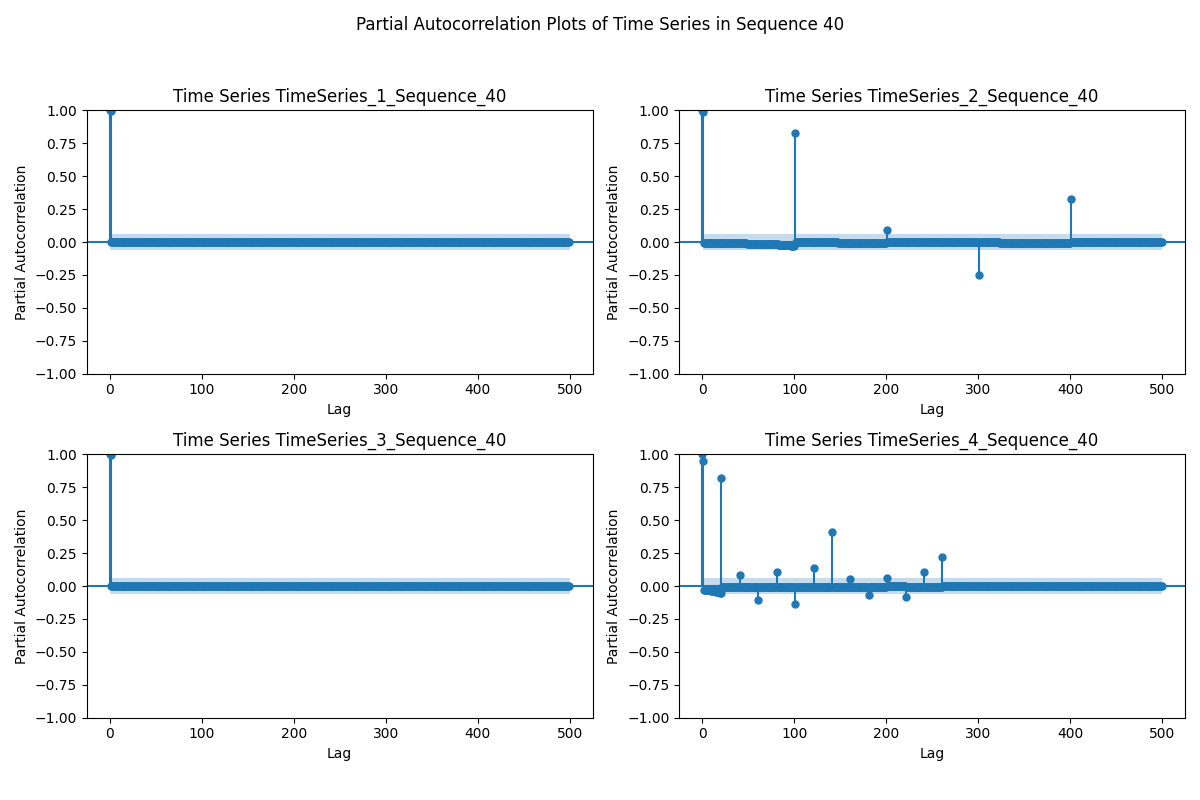 Partial Autocorrelation Plots of Time Series in Sequence 40
Time Series TimeSeries_1_Sequence_40
Partial Autocorrelation
1.00
0.75
0.50
0.25
0.00
−0.25
−0.50
−0.75
−1.00
0 100 200 300 400 500
Lag
Time Series TimeSeries_2_Sequence_40
Partial Autocorrelation
1.00
0.75
0.50
0.25
0.00
−0.25
−0.50
−0.75
−1.00
0 100 200 300 400 500
Lag
Time Series TimeSeries_3_Sequence_40
Partial Autocorrelation
1.00
0.75
0.50
0.25
0.00
−0.25
−0.50
−0.75
−1.00
0 100 200 300 400 500
Lag
Time Series TimeSeries_4_Sequence_40
Partial Autocorrelation
1.00
0.75
0.50
0.25
0.00
−0.25
−0.50
−0.75
−1.00
0 100 200 300 400 500
Lag